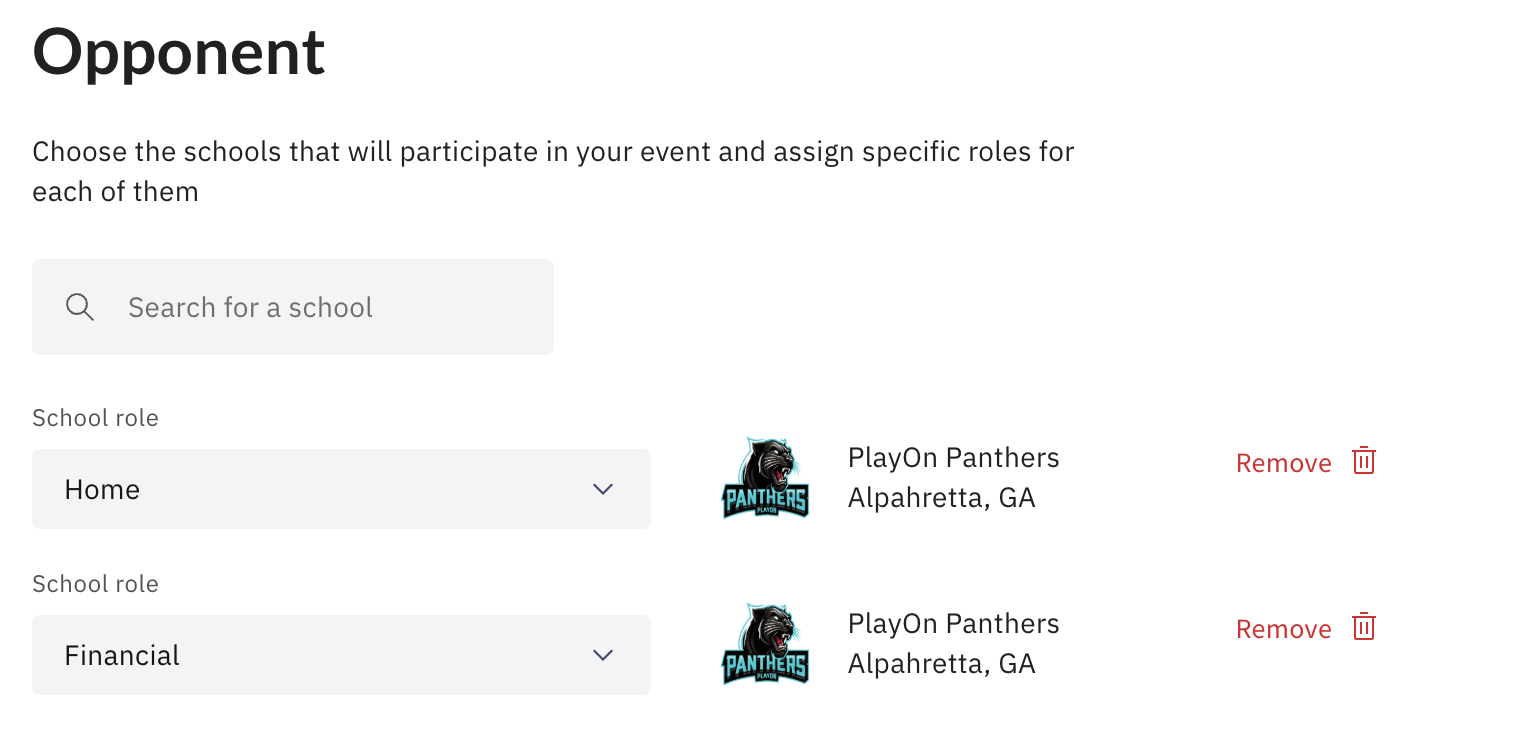 Opponent
Choose the schools that will participate in your event and assign specific roles for
each of them
Search for a school
School role
Home
PANTHERS
PLAYON
PlayOn Panthers
Alpahretta, GA
Remove
School role
Financial
PANTHERS
PLAYON
PlayOn Panthers
Alpahretta, GA
Remove